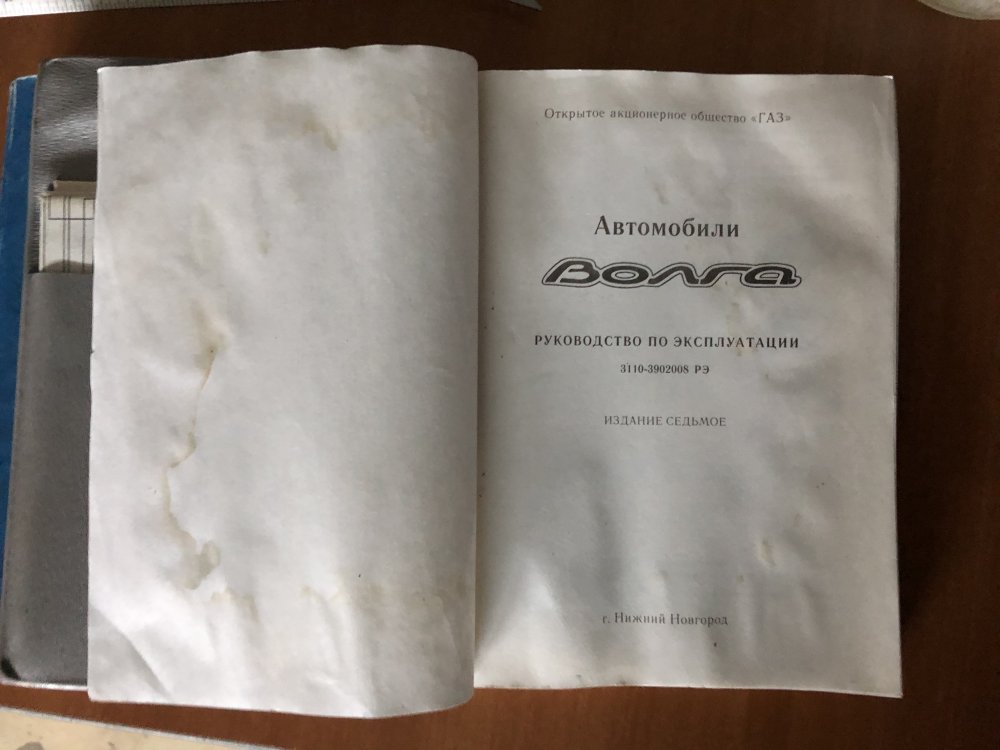 Открытое акционерное общество «ГАЗ»
Автомобили
Волга
РУКОВОДСТВО ПО ЭКСПЛУАТАЦИИ
3110-3902008 РЭ
ИЗДАНИЕ СЕДЬМОЕ
г. Нижний Новгород